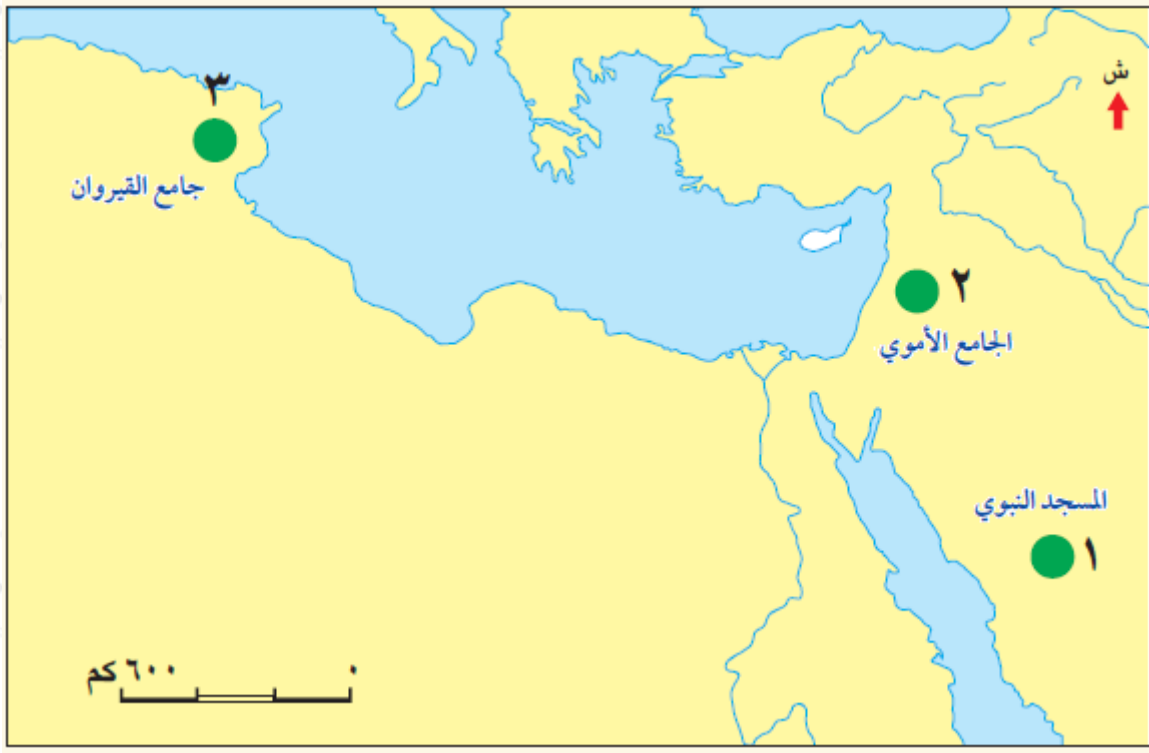 ش
٣
جامع القيروان
٢
الجامع الأموي
المسجد النبوي
١
٠ ٦٠٠ كم